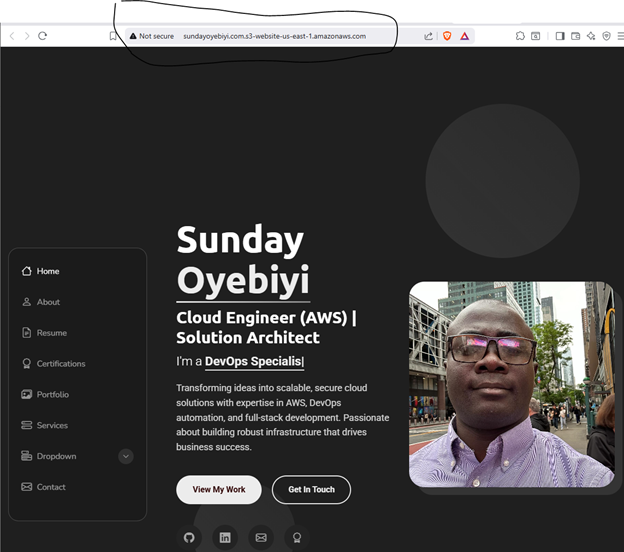 Not secure sundayoyebiyi.com.s3-website-us-east-1.amazonaws.com
Home
About
Resume
Certifications
Portfolio
Services
Dropdown
Contact
Sunday
Oyebiyi
Cloud Engineer (AWS) |
Solution Architect
I'm a DevOps Specialis|
Transforming ideas into scalable, secure cloud
solutions with expertise in AWS, DevOps
automation, and full-stack development. Passionate
about building robust infrastructure that drives
business success.
View My Work Get In Touch